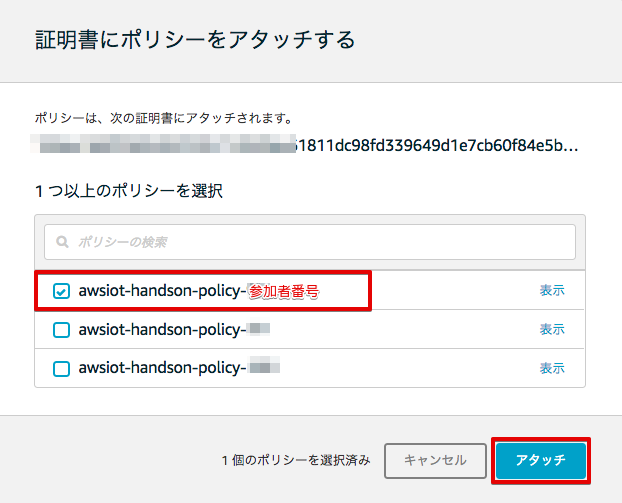 証明書にポリシーをアタッチする
ポリシーは、次の証明書にアタッチされます。
1811dc98fd339649d1e7cb60f84e5b...
1 つ以上のポリシーを選択
ポリシーの検索
awsiot-handson-policy-参加者番号 表示
awsiot-handson-policy- 表示
awsiot-handson-policy- 表示
1 個のポリシーを選択済み キャンセル アタッチ